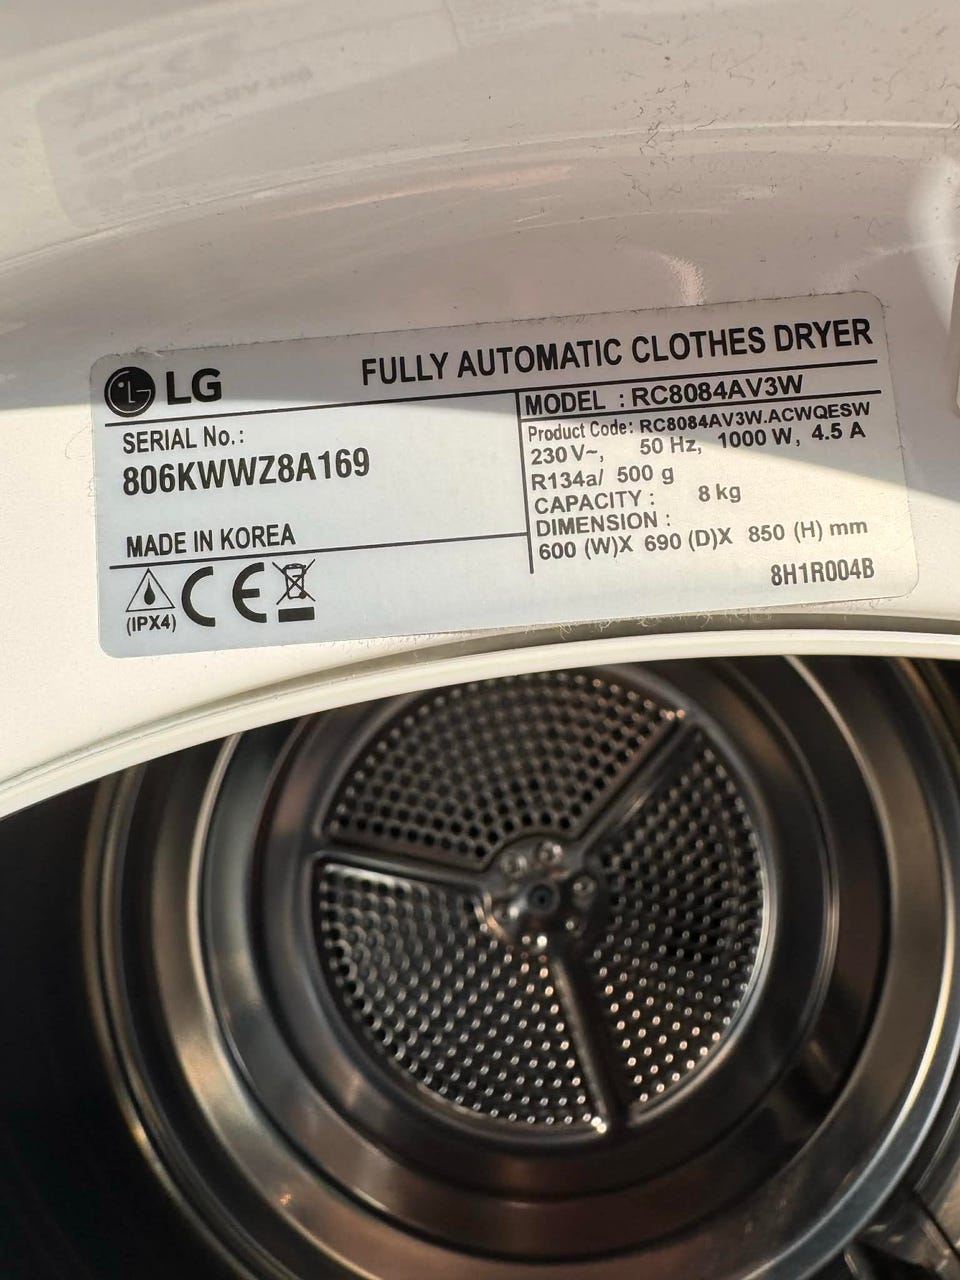 LG
FULLY AUTOMATIC CLOTHES DRYER
SERIAL No.:
806KWWZ8A169
MADE IN KOREA
(IPX4)
CE
MODEL : RC8084AV3W
Product Code: RC8084AV3W.ACWQESW
230 V~, 50 Hz, 1000 W, 4.5 A
R134a/ 500 g
CAPACITY : 8 kg
DIMENSION :
600 (W)X 690 (D)X 850 (H) mm
8H1R004B